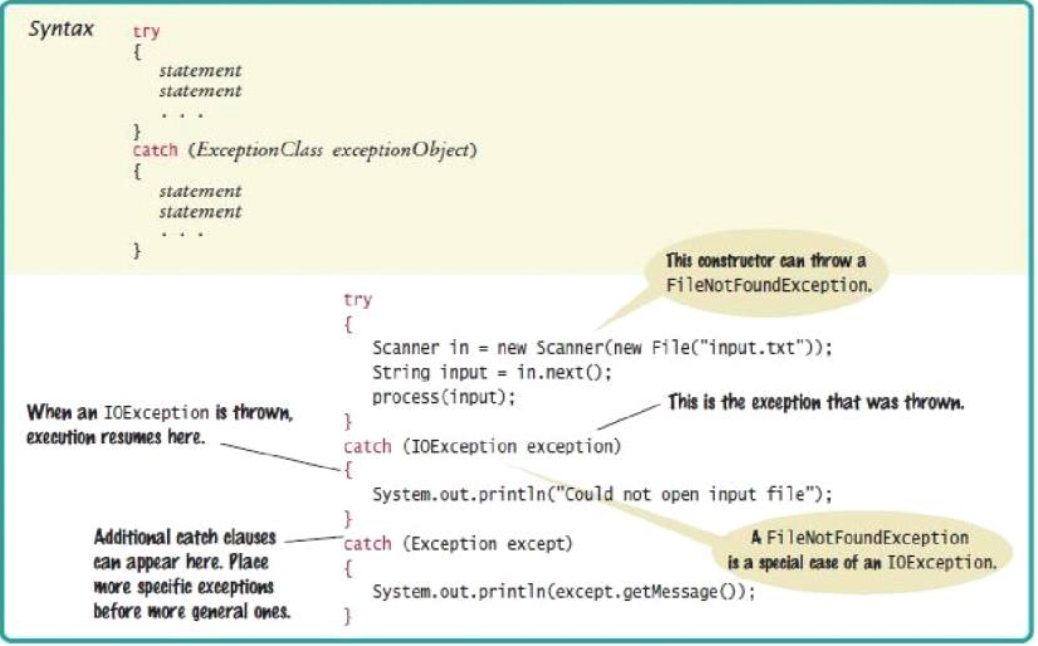 Syntax
try
{
statement
statement
. . .
}
catch (ExceptionClass exceptionObject)
{
statement
statement
. . .
}
This constructor can throw a
FileNotFoundException.
try
{
Scanner in = new Scanner(new File("input.txt"));
String input = in.next();
process(input);
}
This is the exception that was thrown.
catch (IOException exception)
When an IOException is thrown,
execution resumes here.
{
System.out.println("Could not open input file");
}
A FileNotFoundException
is a special case of an IOException.
Additional catch clauses
can appear here. Place
more specific exceptions
before more general ones.
catch (Exception except)
{
System.out.println(except.getMessage());
}